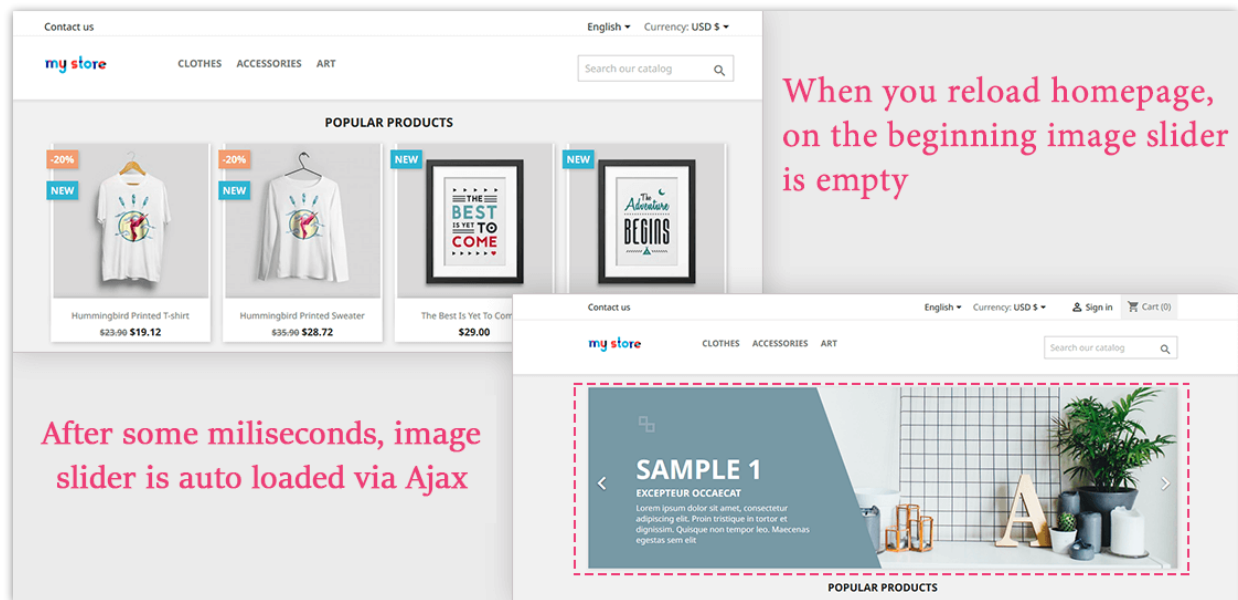 Contact us
English
Currency: USD $
my store
CLOTHES ACCESSORIES ART
Search our catalog
POPULAR PRODUCTS
-20%
NEW
-20%
NEW
NEW
THE
BEST
IS YET TO
COME
NEW
The
Adventure
BEGINS
Hummingbird Printed T-shirt
$23.90 $19.12
Hummingbird Printed Sweater
$35.90 $28.72
The Best Is Yet To
$29.00
When you reload homepage,
on the beginning image slider
is empty
After some miliseconds, image
slider is auto loaded via Ajax
Contact us
English
Currency: USD $
Sign in
Cart (0)
my store
CLOTHES ACCESSORIES ART
Search our catalog
SAMPLE 1
EXCEPTEUR OCCAECAT
Lorem ipsum dolor sit amet, consectetur
adipiscing elit. Proin tristique in tortor et
dignissim. Quisque non tempor leo. Maecenas
egestas sem elit
A
POPULAR PRODUCTS